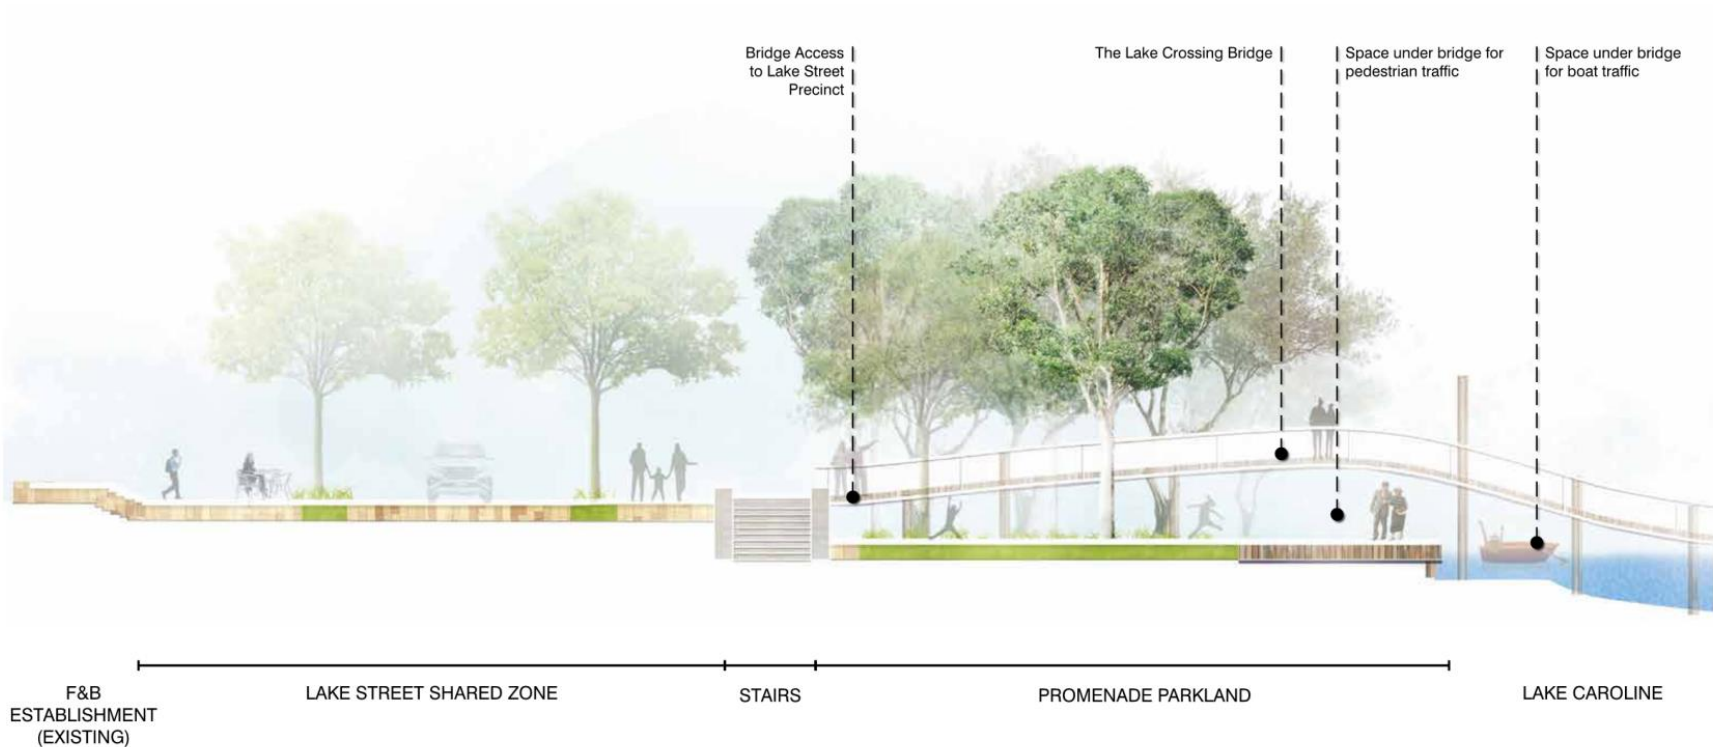 Bridge Access
to Lake Street
Precinct
The Lake Crossing Bridge
Space under bridge for
pedestrian traffic
Space under bridge
for boat traffic
F&B
ESTABLISHMENT
(EXISTING)
LAKE STREET SHARED ZONE
STAIRS
PROMENADE PARKLAND
LAKE CAROLINE